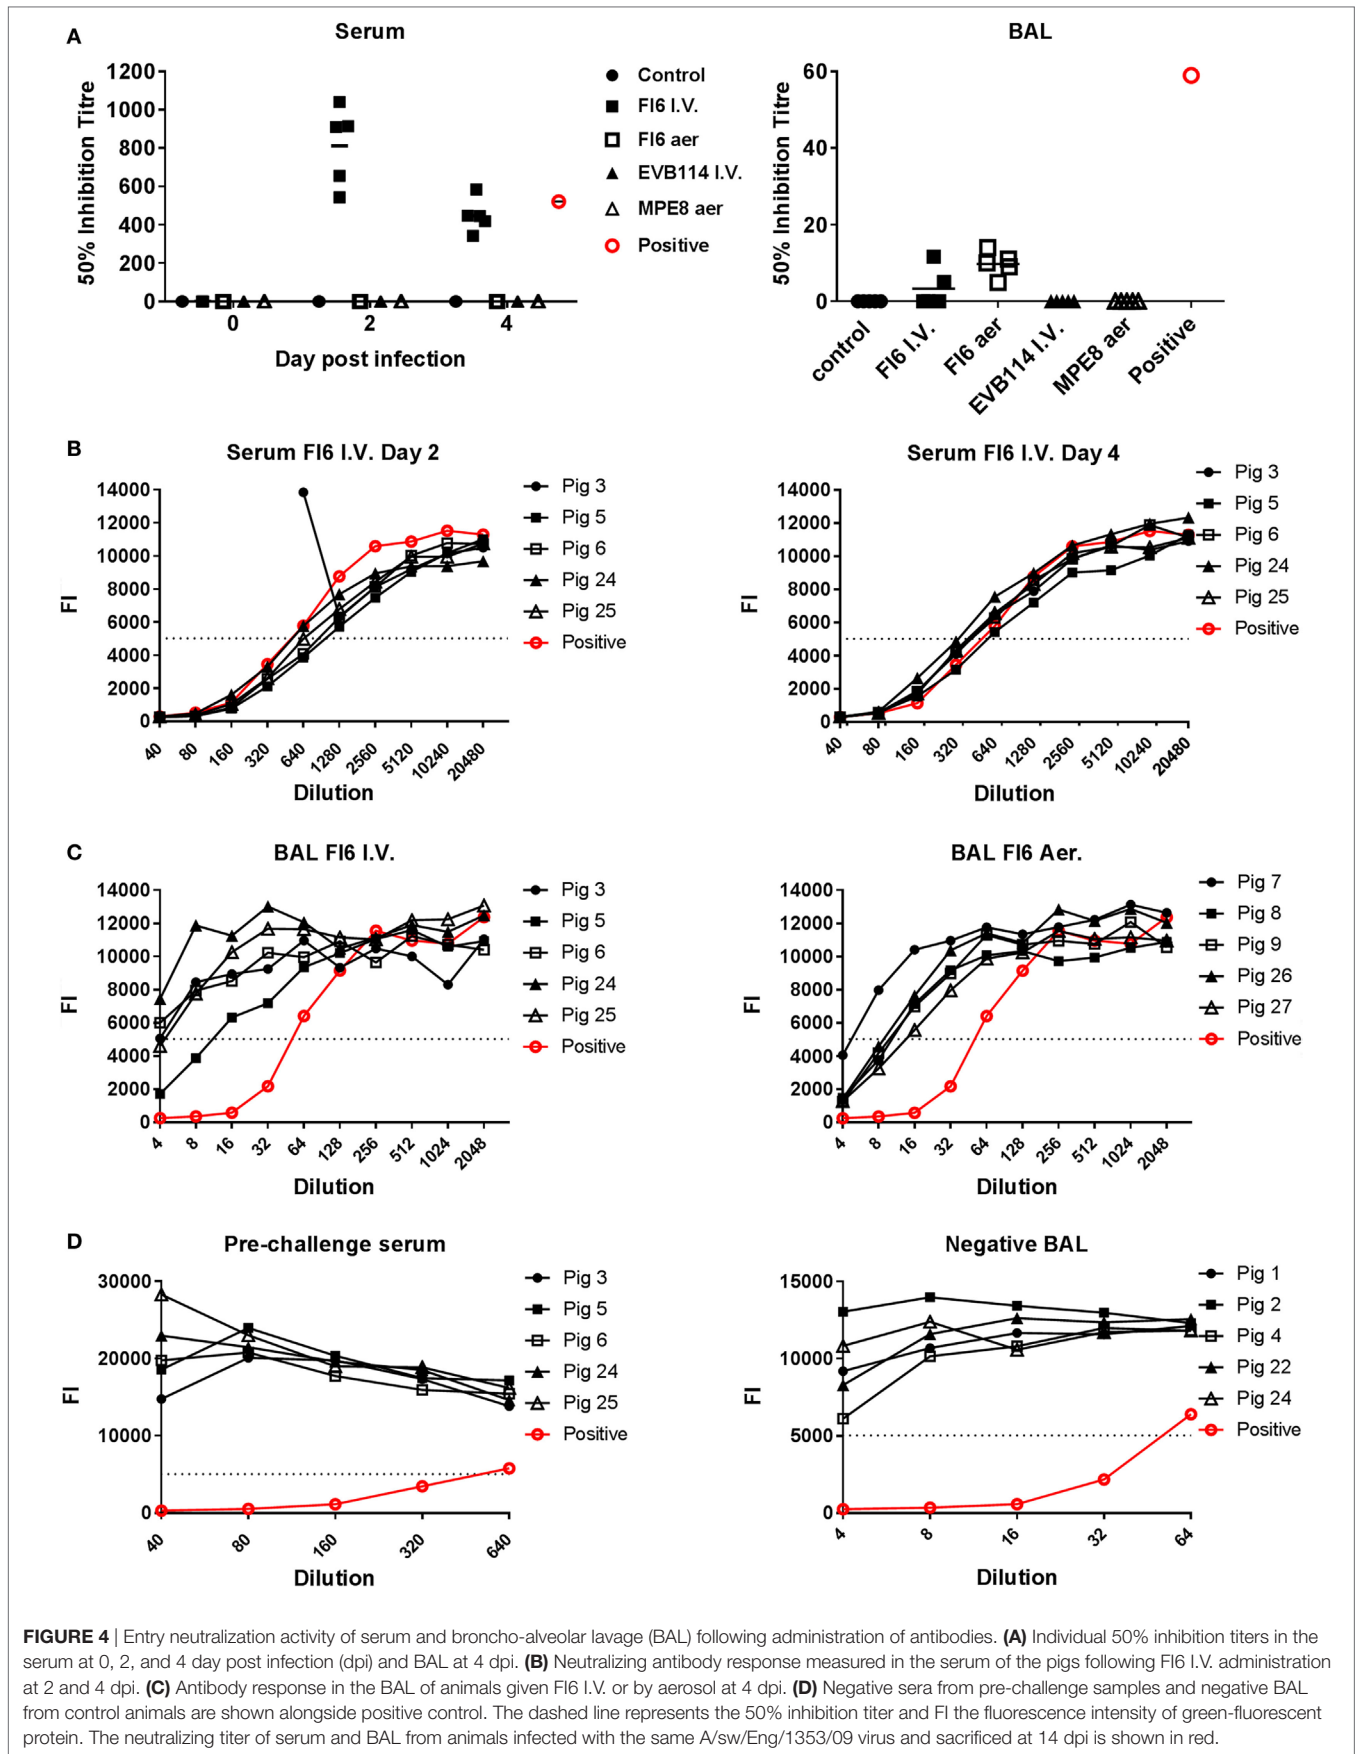 A
Serum
BAL
50% Inhibition Titre
1200
1000
800
600
400
200
0
0
2
4
Day post infection
Control
FI6 I.V.
FI6 aer
EVB114 I.V.
MPE8 aer
Positive
50% Inhibition Titre
60
40
20
0
control
FI6 I.V.
FI6 aer
EVB114 I.V.
MPE8 aer
Positive
B
Serum FI6 I.V. Day 2
FI
14000
12000
10000
8000
6000
4000
2000
0
40
80
160
320
640
1280
2560
5120
10240
20480
Dilution
Pig 3
Pig 5
Pig 6
Pig 24
Pig 25
Positive
Serum FI6 I.V. Day 4
FI
14000
12000
10000
8000
6000
4000
2000
0
40
80
160
320
640
1280
2560
5120
10240
20480
Dilution
Pig 3
Pig 5
Pig 6
Pig 24
Pig 25
Positive
C
BAL FI6 I.V.
FI
14000
12000
10000
8000
6000
4000
2000
0
4
8
16
32
64
128
256
512
1024
2048
Dilution
Pig 3
Pig 5
Pig 6
Pig 24
Pig 25
Positive
BAL FI6 Aer.
FI
14000
12000
10000
8000
6000
4000
2000
0
4
8
16
32
64
128
256
512
1024
2048
Dilution
Pig 7
Pig 8
Pig 9
Pig 26
Pig 27
Positive
D
Pre-challenge serum
FI
30000
20000
10000
0
40
80
160
320
640
Dilution
Pig 3
Pig 5
Pig 6
Pig 24
Pig 25
Positive
Negative BAL
FI
15000
10000
5000
0
4
8
16
32
64
Dilution
Pig 1
Pig 2
Pig 4
Pig 22
Pig 24
Positive
FIGURE 4 | Entry neutralization activity of serum and broncho-alveolar lavage (BAL) following administration of antibodies. (A) Individual 50% inhibition titers in the
serum at 0, 2, and 4 day post infection (dpi) and BAL at 4 dpi. (B) Neutralizing antibody response measured in the serum of the pigs following FI6 I.V. administration
at 2 and 4 dpi. (C) Antibody response in the BAL of animals given FI6 I.V. or by aerosol at 4 dpi. (D) Negative sera from pre-challenge samples and negative BAL
from control animals are shown alongside positive control. The dashed line represents the 50% inhibition titer and FI the fluorescence intensity of green-fluorescent
protein. The neutralizing titer of serum and BAL from animals infected with the same A/sw/Eng/1353/09 virus and sacrificed at 14 dpi is shown in red.